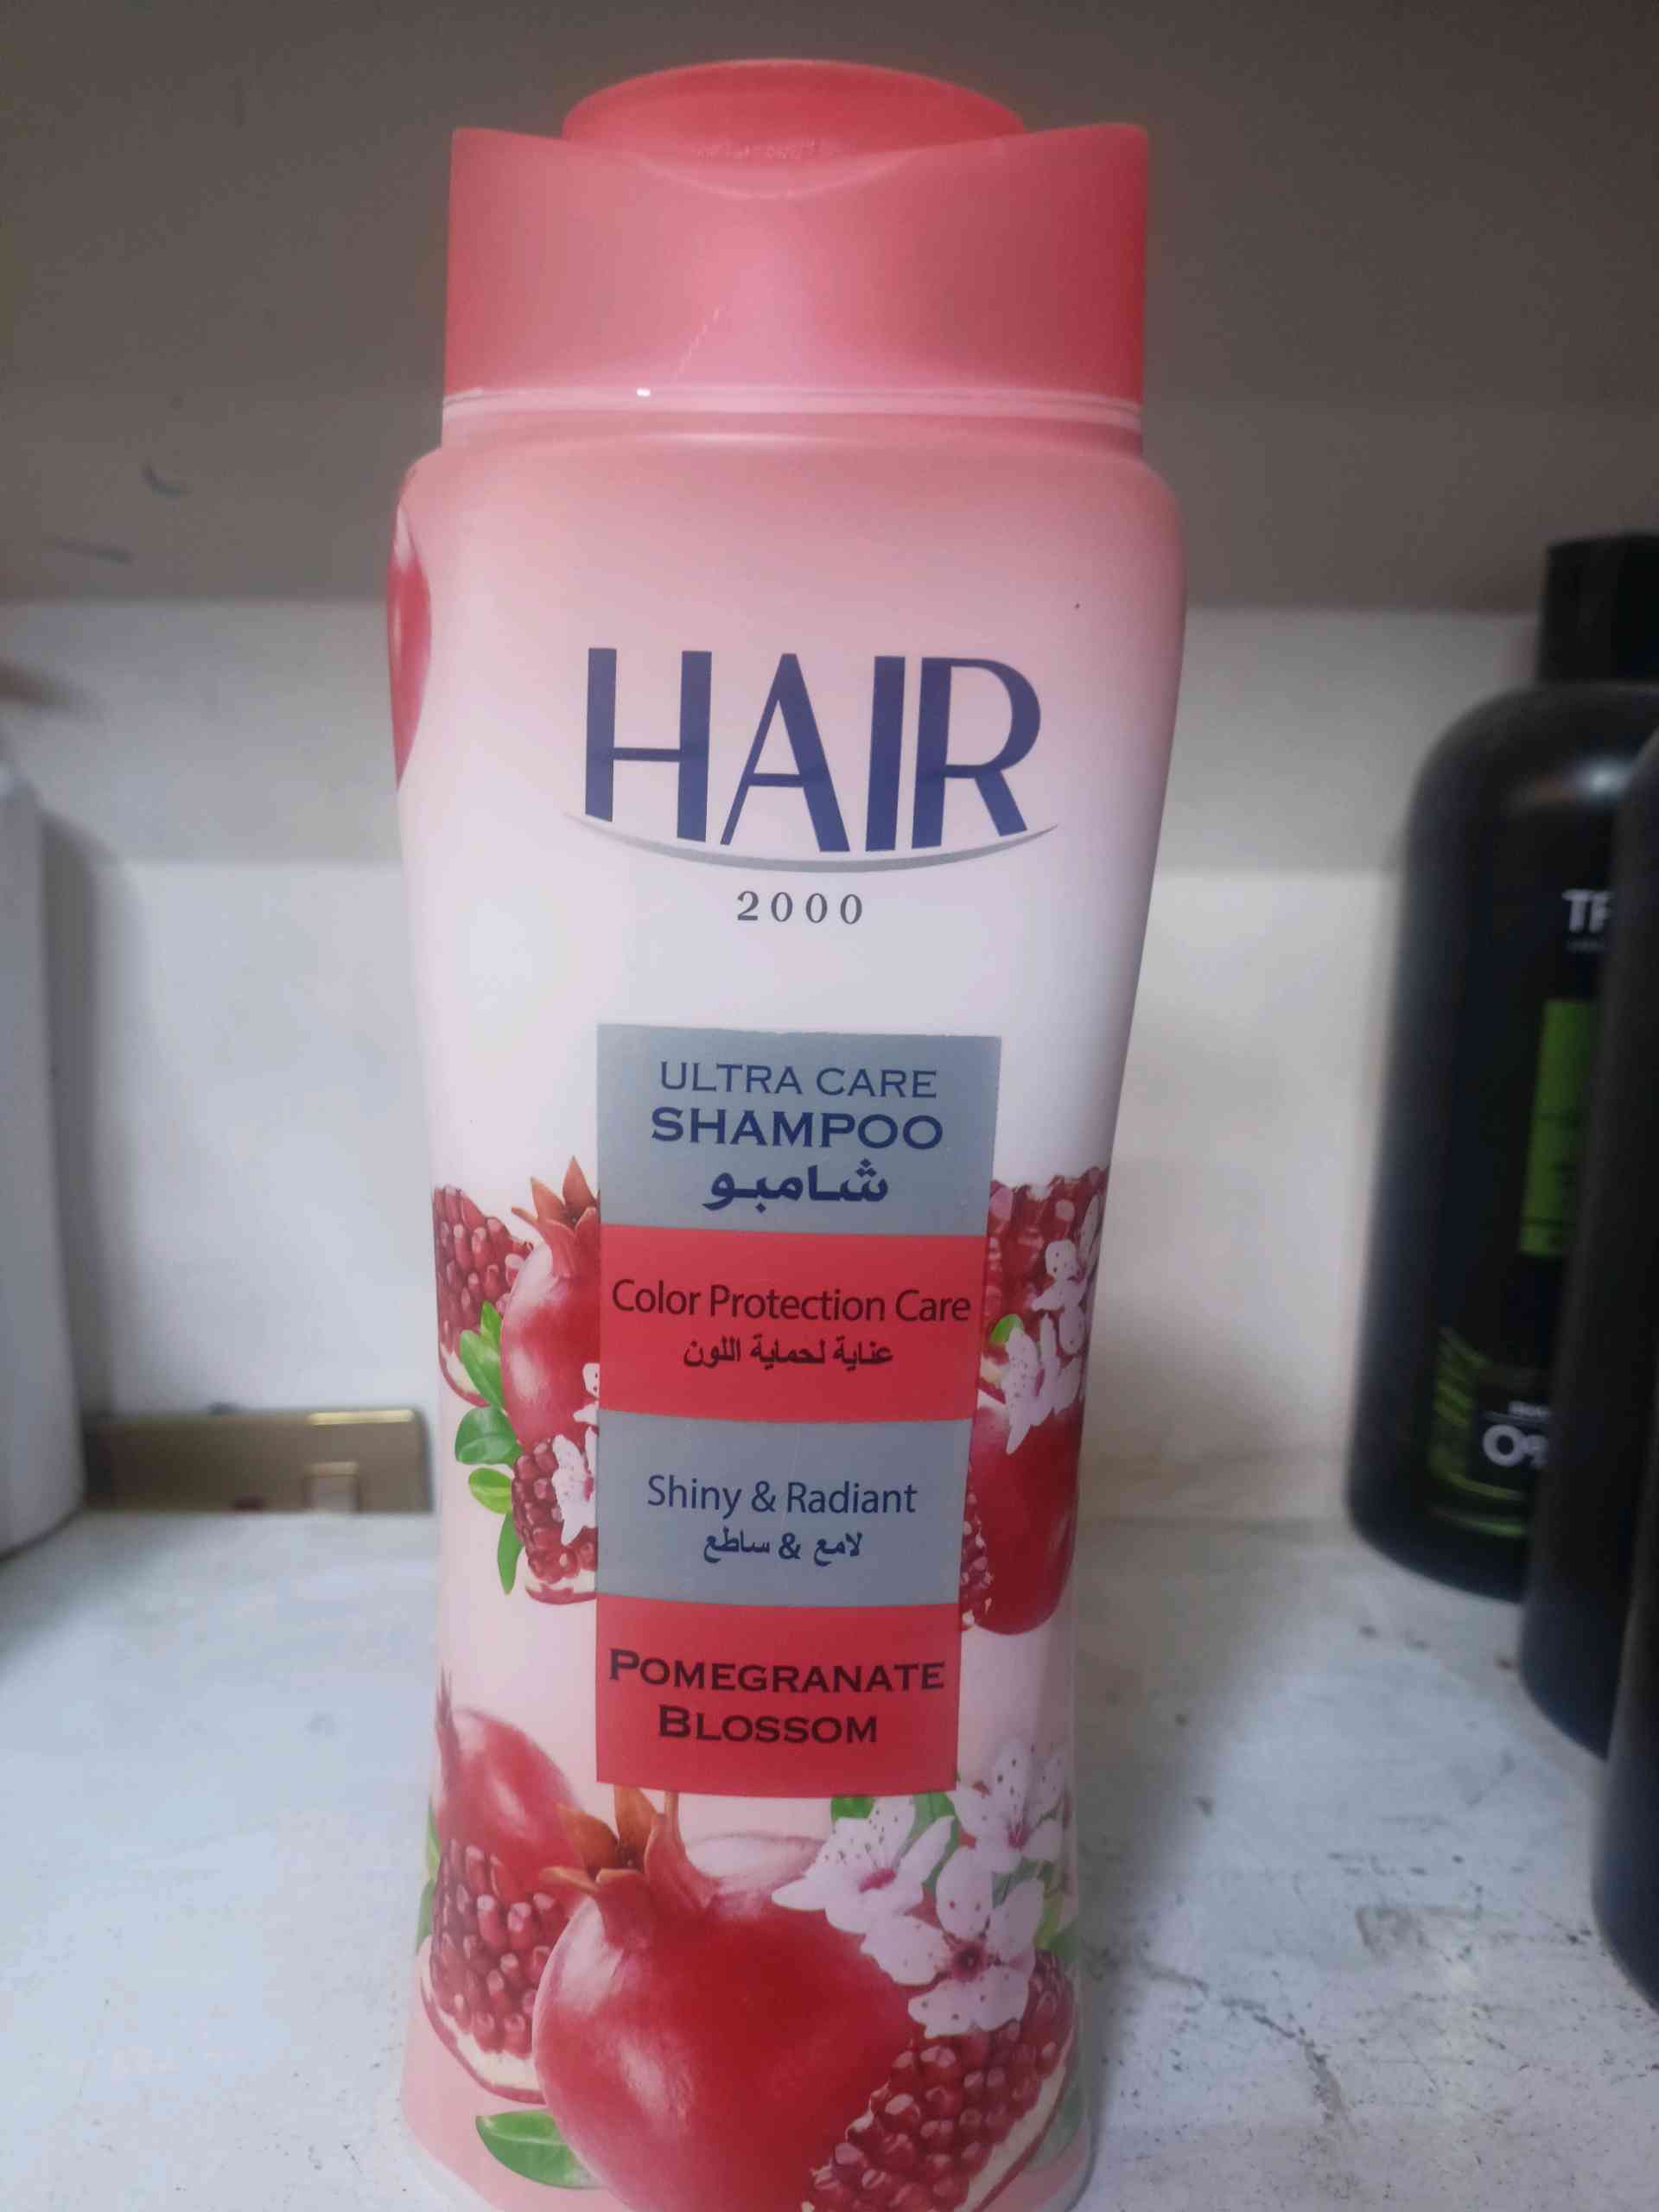 HAIR
2000
ULTRA CARE
SHAMPOO
شامبو
Color Protection Care
عناية لحماية اللون
Shiny & Radiant
لامع & ساطع
POMEGRANATE
BLOSSOM